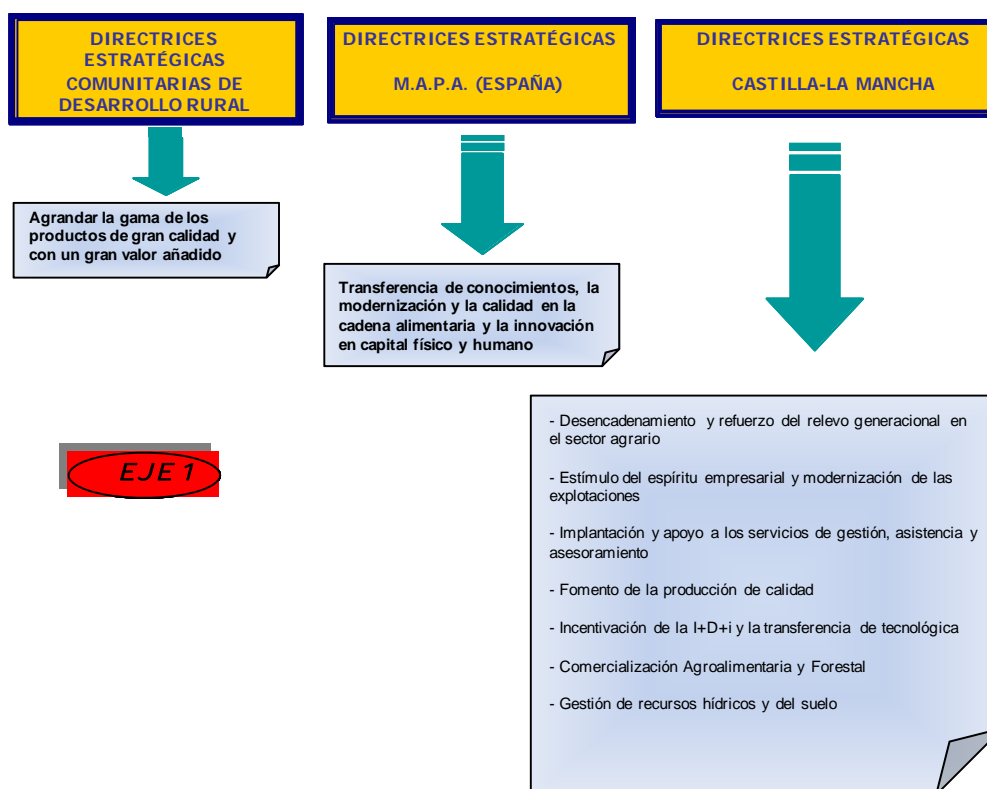 DIRECTRICES
ESTRATÉGICAS
COMUNITARIAS DE
DESARROLLO RURAL
DIRECTRICES ESTRATÉGICAS
M.A.P.A. (ESPAÑA)
DIRECTRICES ESTRATÉGICAS
CASTILLA-LA MANCHA
Agrandar la gama de los
productos de gran calidad y
con un gran valor añadido
Transferencia de conocimientos, la
modernización y la calidad en la
cadena alimentaria y la innovación
en capital físico y humano
- Desencadenamiento y refuerzo del relevo generacional en
el sector agrario
- Estímulo del espíritu empresarial y modernización de las
explotaciones
- Implantación y apoyo a los servicios de gestión, asistencia y
asesoramiento
- Fomento de la producción de calidad
- Incentivación de la I+D+i y la transferencia de tecnológica
- Comercialización Agroalimentaria y Forestal
- Gestión de recursos hídricos y del suelo
EJE 1